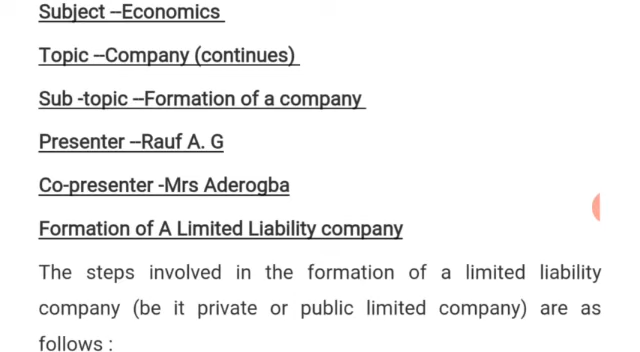 Subject --Economics
Topic --Company (continues)
Sub -topic --Formation of a company
Presenter --Rauf A. G
Co-presenter -Mrs Aderogba
Formation of A Limited Liability company
The steps involved in the formation of a limited liability
company (be it private or public limited company) are as
follows :